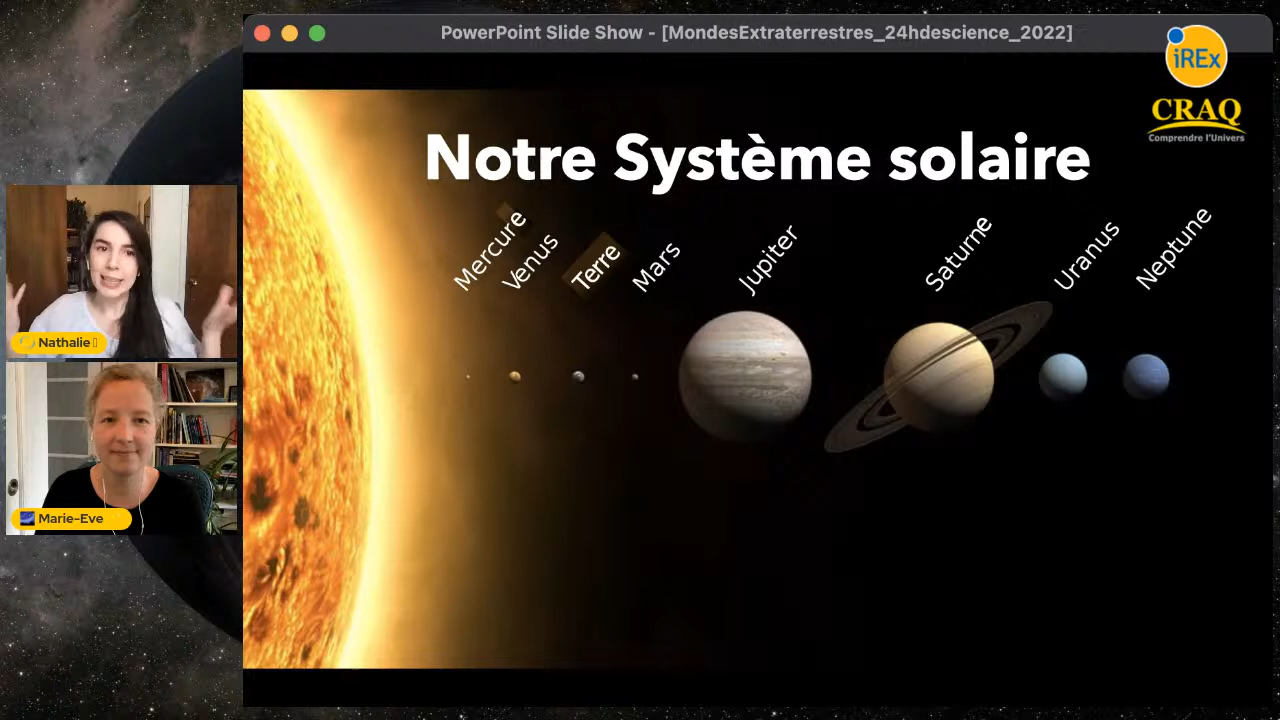 PowerPoint Slide Show - [MondesExtraterrestres_24hdescience_2022]
iREx
CRAQ
Comprendre l'Univers
Notre Système solaire
Mercure
Venus
Terre
Mars
Jupiter
Saturne
Uranus
Neptune
Nathalie
Marie-Eve